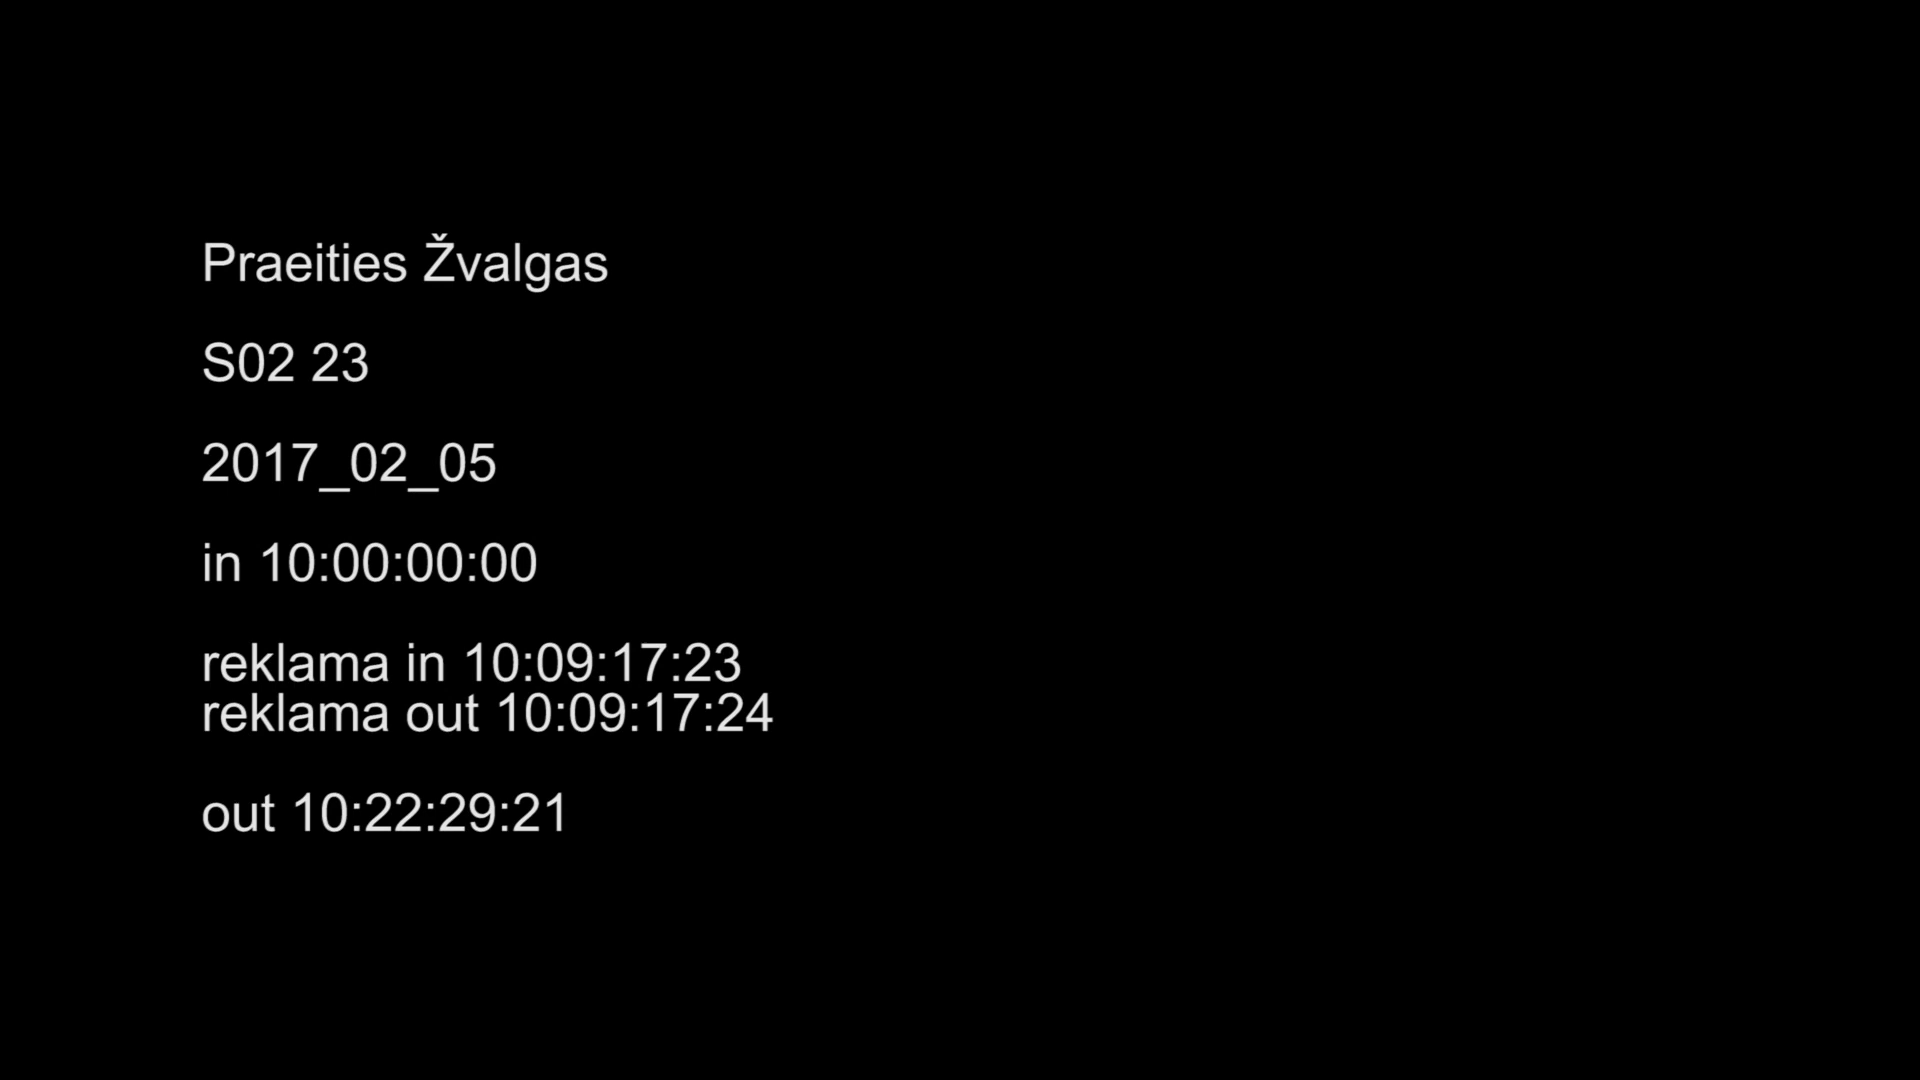 Praeities Žvalgas
S02 23
2017_02_05
in 10:00:00:00
reklama in 10:09:17:23
reklama out 10:09:17:24
out 10:22:29:21